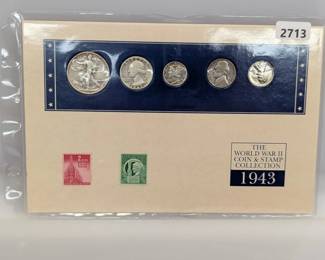 2713
THE
WORLD WAR II
COIN & STAMP
COLLECTION
1943